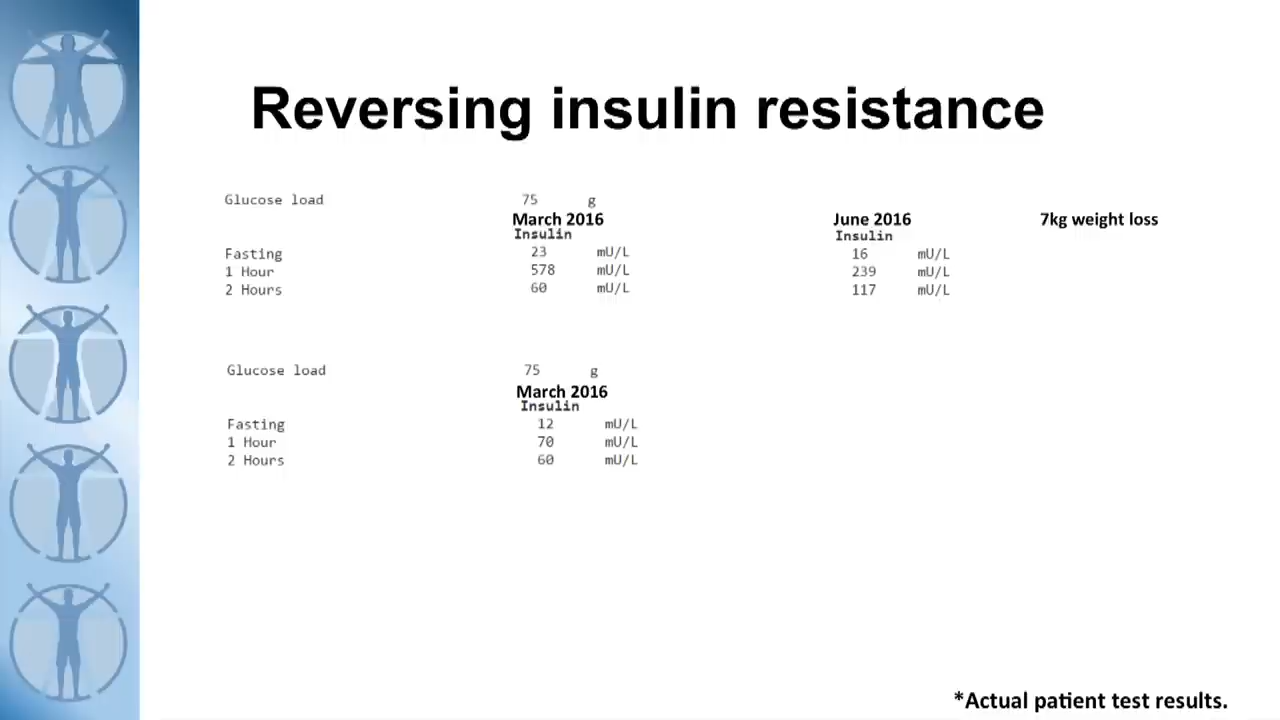 Reversing insulin resistance
Glucose load 75 g
March 2016 June 2016 7kg weight loss
Insulin Insulin
Fasting 23 mU/L 16 mU/L
1 Hour 578 mU/L 239 mU/L
2 Hours 60 mU/L 117 mU/L
Glucose load 75 g
March 2016
Insulin
Fasting 12 mU/L
1 Hour 70 mU/L
2 Hours 60 mU/L
*Actual patient test results.